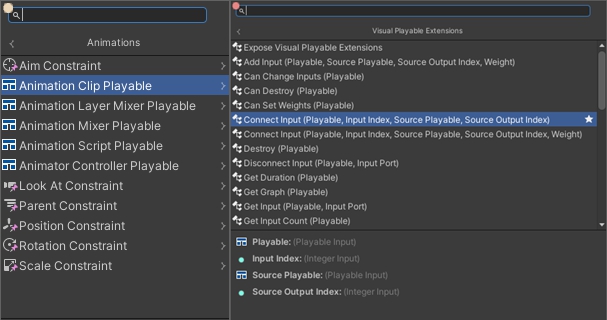 Animations
Aim Constraint
Animation Clip Playable
Animation Layer Mixer Playable
Animation Mixer Playable
Animation Script Playable
Animator Controller Playable
Look At Constraint
Parent Constraint
Position Constraint
Rotation Constraint
Scale Constraint
Visual Playable Extensions
Expose Visual Playable Extensions
Add Input (Playable, Source Playable, Source Output Index, Weight)
Can Change Inputs (Playable)
Can Destroy (Playable)
Can Set Weights (Playable)
Connect Input (Playable, Input Index, Source Playable, Source Output Index)
Connect Input (Playable, Input Index, Source Playable, Source Output Index, Weight)
Destroy (Playable)
Disconnect Input (Playable, Input Port)
Get Duration (Playable)
Get Graph (Playable)
Get Input (Playable, Input Port)
Get Input Count (Playable)
Playable: (Playable Input)
Input Index: (Integer Input)
Source Playable: (Playable Input)
Source Output Index: (Integer Input)